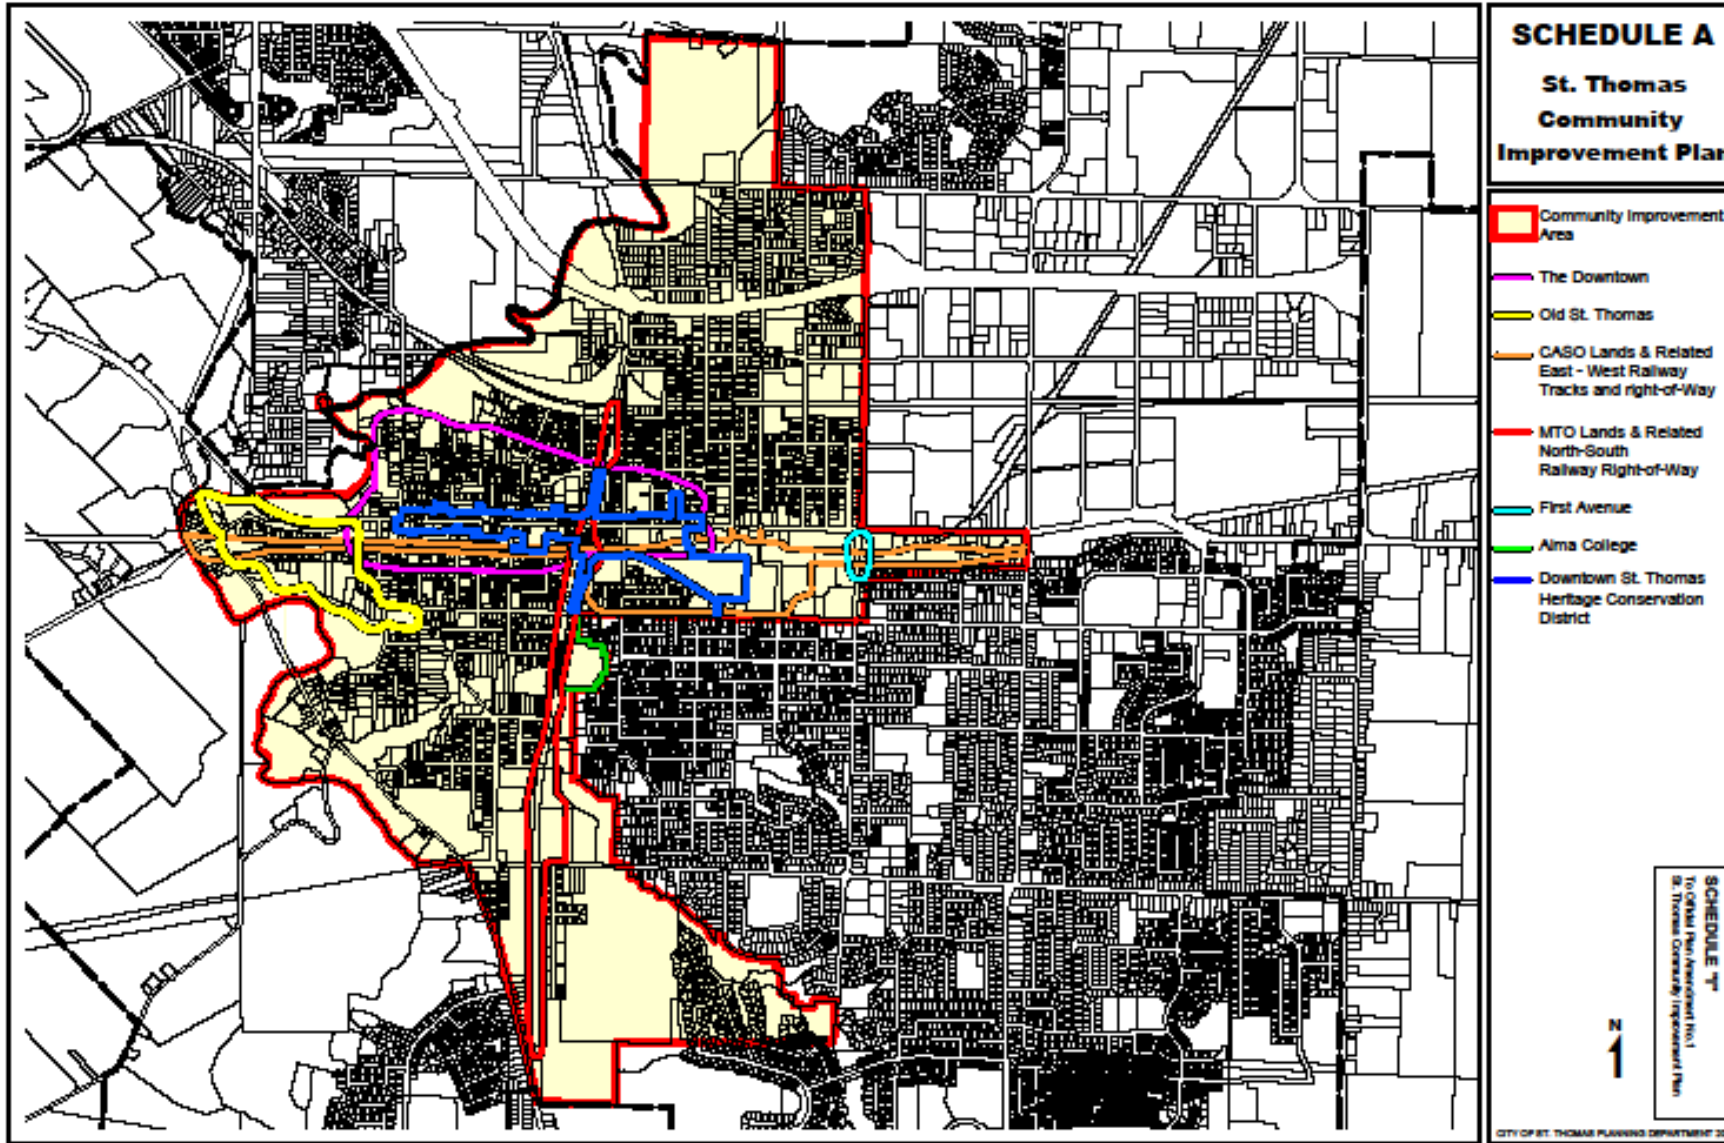 SCHEDULE A
St. Thomas
Community
Improvement Plan
Community Improvement
Area
The Downtown
Old St. Thomas
CASO Lands & Related
East - West Railway
Tracks and right-of-Way
MTO Lands & Related
North-South
Railway Right-of-Way
First Avenue
Alma College
Downtown St. Thomas
Heritage Conservation
District
SCHEDULE "I"
To Official Plan Amendment No.1
St. Thomas Community Improvement Plan
N
CITY OF ST. THOMAS PLANNING DEPARTMENT